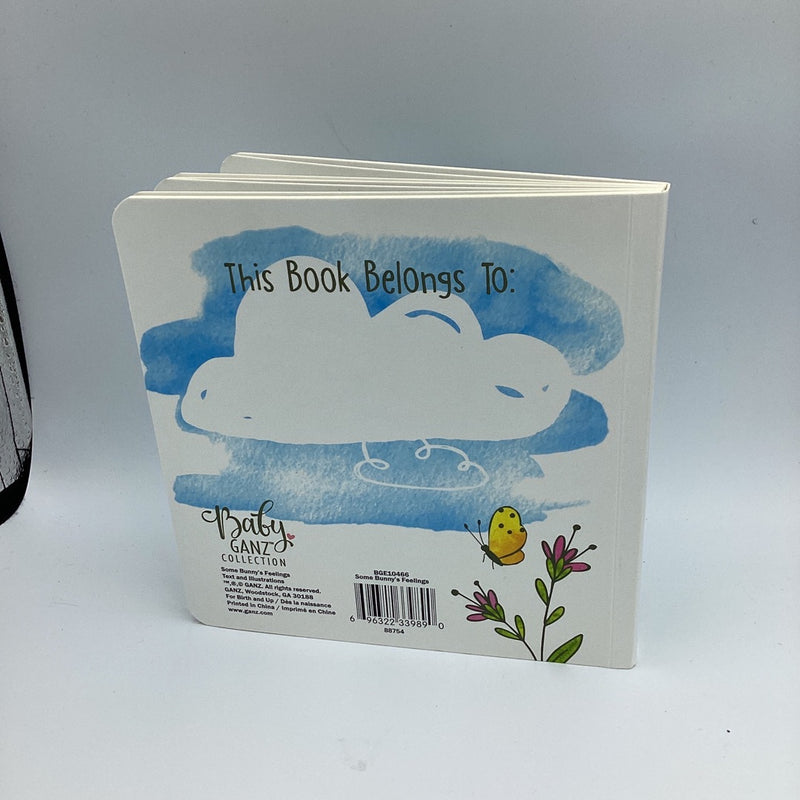 This Book Belongs To:
Baby
GANZ™
COLLECTION
Some Bunny's Feelings
Text and Illustrations
™,®,© GANZ. All rights reserved.
GANZ, Woodstock, GA 30188
For Birth and Up / Dès la naissance
Printed in China / Imprimé en Chine
www.ganz.com
BGE10466
Some Bunny's Feelings
6 96322 33989 0
88754